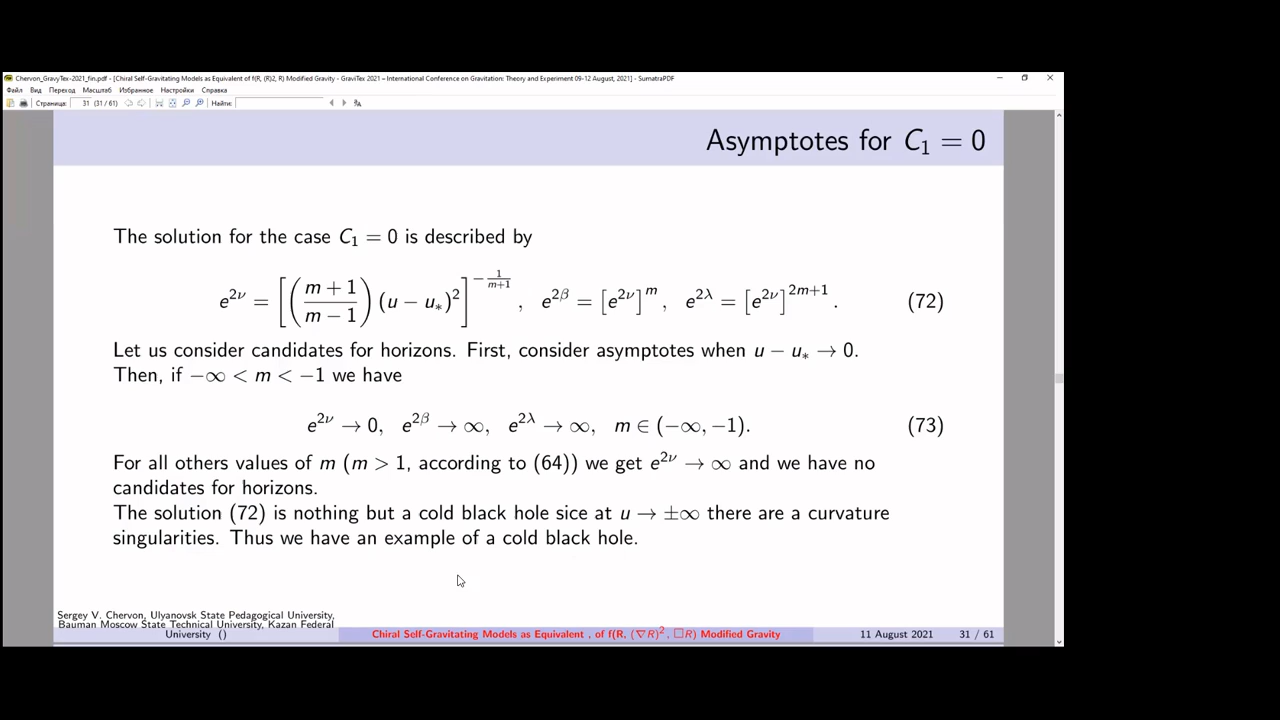 Chervon_GravyTex-2021_fin.pdf - [Chiral Self-Gravitating Models as Equivalent of f(R, (R)2, R) Modified Gravity - GraviTex 2021 – International Conference on Gravitation: Theory and Experiment 09-12 August, 2021] - SumatraPDF
Файл Вид Переход Масштаб Избранное Настройки Справка
Страница: 31 (31 / 61) Найти:
Asymptotes for C₁ = 0
The solution for the case C₁ = 0 is described by
e^{2ν} = [((m + 1)/(m − 1)) (u − u_*)²]^{−1/(m+1)}, e^{2β} = [e^{2ν}]^m, e^{2λ} = [e^{2ν}]^{2m+1}. (72)
Let us consider candidates for horizons. First, consider asymptotes when u − u_* → 0.
Then, if −∞ < m < −1 we have
e^{2ν} → 0, e^{2β} → ∞, e^{2λ} → ∞, m ∈ (−∞, −1). (73)
For all others values of m (m > 1, according to (64)) we get e^{2ν} → ∞ and we have no
candidates for horizons.
The solution (72) is nothing but a cold black hole sice at u → ±∞ there are a curvature
singularities. Thus we have an example of a cold black hole.
Sergey V. Chervon, Ulyanovsk State Pedagogical University,
Bauman Moscow State Technical University, Kazan Federal
University ()
Chiral Self-Gravitating Models as Equivalent , of f(R, (∇R)², □R) Modified Gravity
11 August 2021 31 / 61